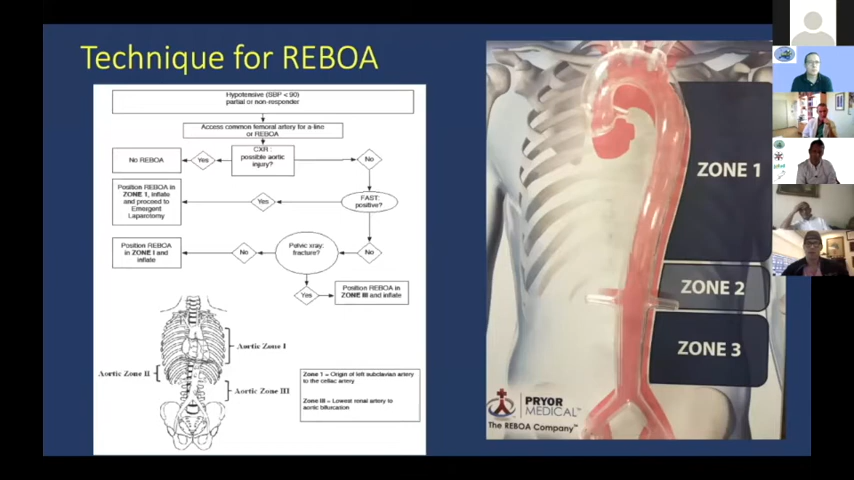 Technique for REBOA
Hypotensive (SBP < 90)
partial or non-responder
Access common femoral artery for a-line
or REBOA
CXR:
possible aortic
injury?
Yes
No REBOA
No
FAST:
positive?
Yes
Position REBOA in
ZONE 1, inflate
and proceed to
Emergent
Laparotomy
No
Pelvic xray:
fracture?
No
Position REBOA
in ZONE I and
inflate
Yes
Position REBOA in
ZONE III and inflate
Aortic Zone I
Aortic Zone II
Aortic Zone III
Zone 1 = Origin of left subclavian artery
to the celiac artery
Zone III = Lowest renal artery to
aortic bifurcation
ZONE 1
ZONE 2
ZONE 3
PRYOR
MEDICAL™
The REBOA Company™